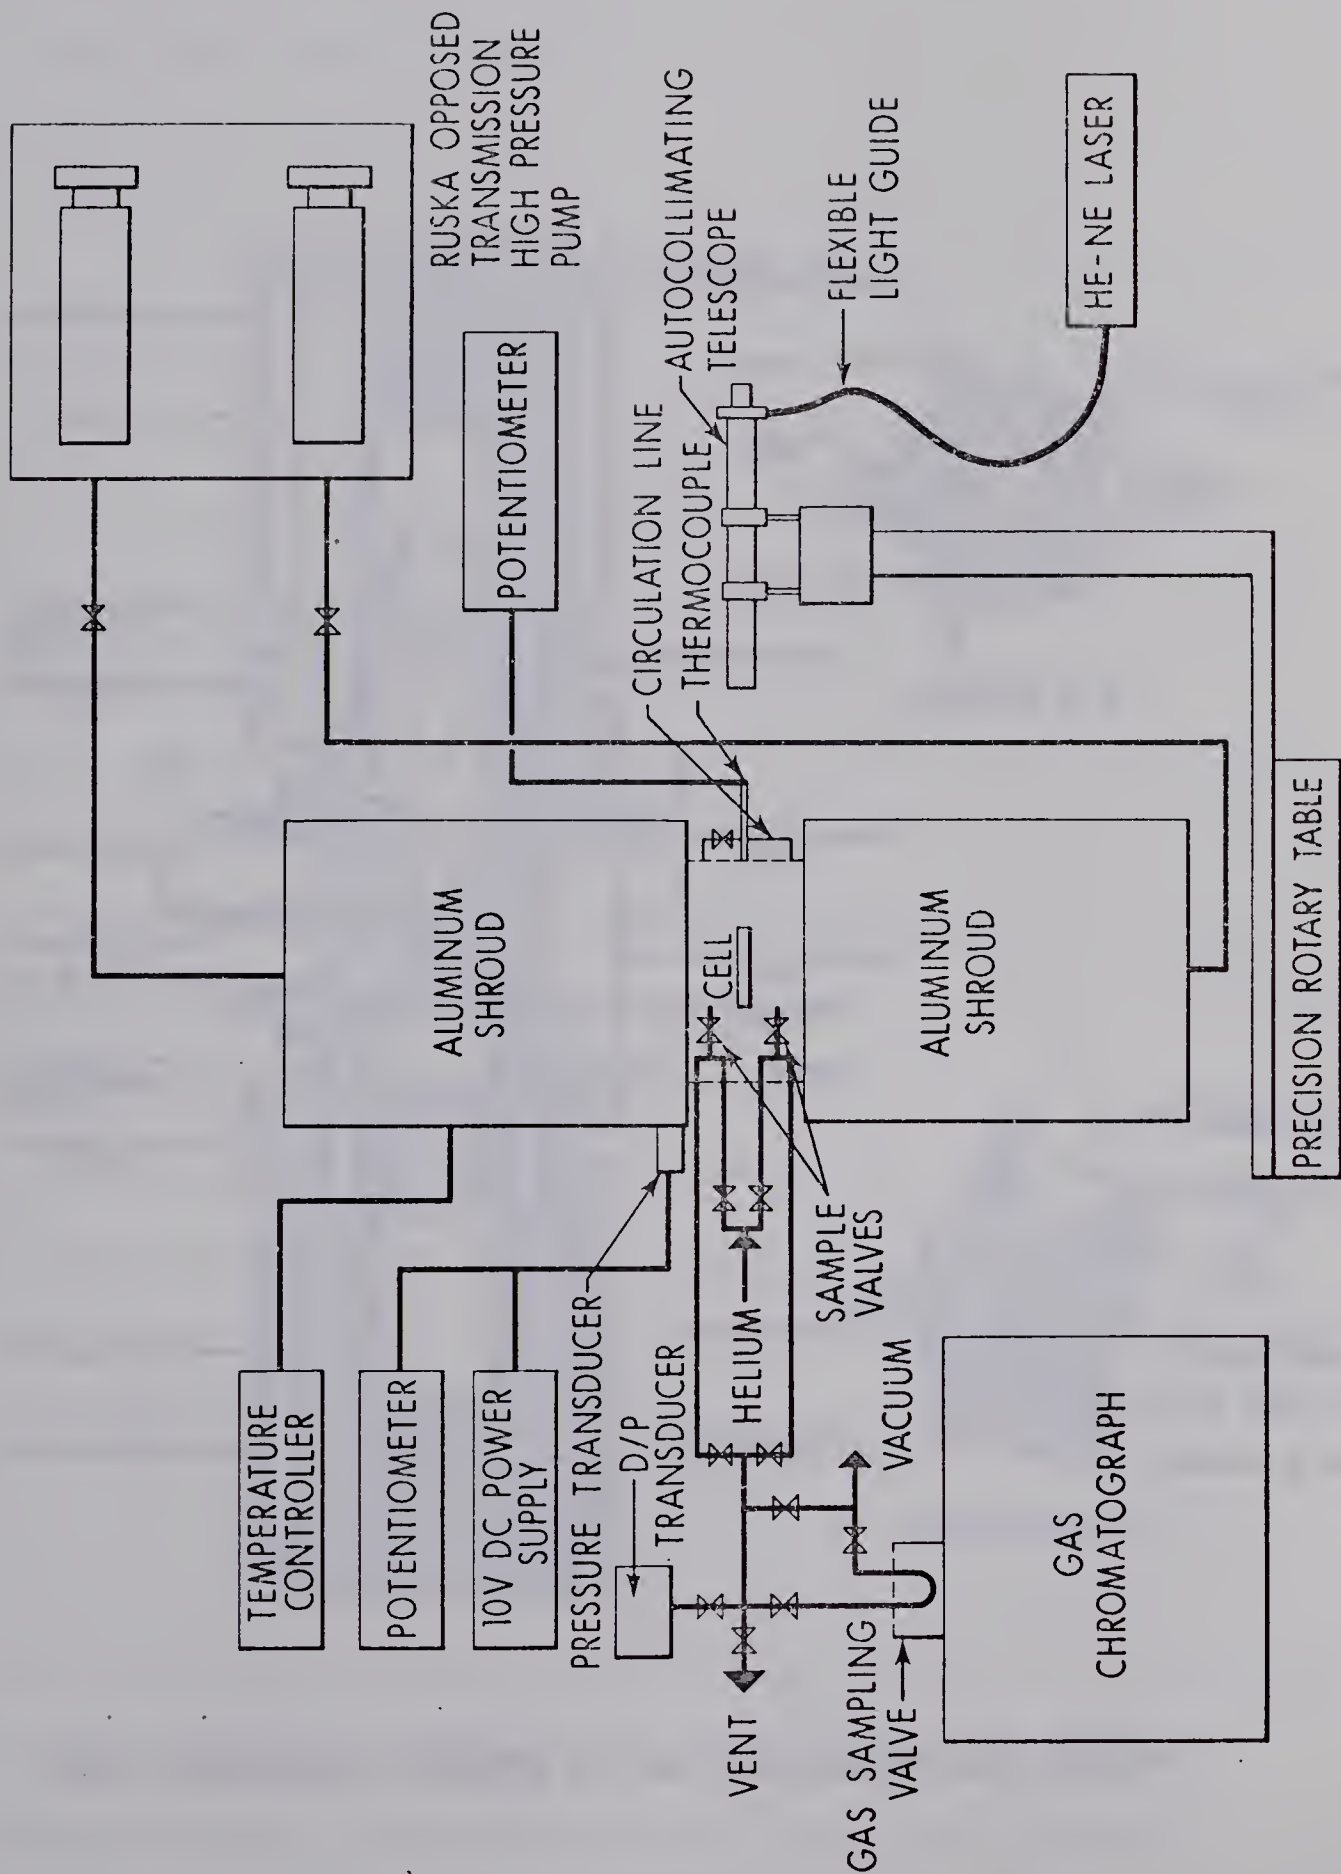 RUSKA OPPOSED
TRANSMISSION
HIGH PRESSURE
PUMP
POTENTIOMETER
CIRCULATION LINE
THERMOCOUPLE
AUTOCOLLIMATING
TELESCOPE
FLEXIBLE
LIGHT GUIDE
HE-NE LASER
ALUMINUM
SHROUD
CELL
ALUMINUM
SHROUD
PRECISION ROTARY TABLE
TEMPERATURE
CONTROLLER
POTENTIOMETER
10V DC POWER
SUPPLY
PRESSURE TRANSDUCER
D/P
TRANSDUCER
HELIUM
SAMPLE
VALVES
VACUUM
VENT
GAS SAMPLING
VALVE
GAS
CHROMATOGRAPH